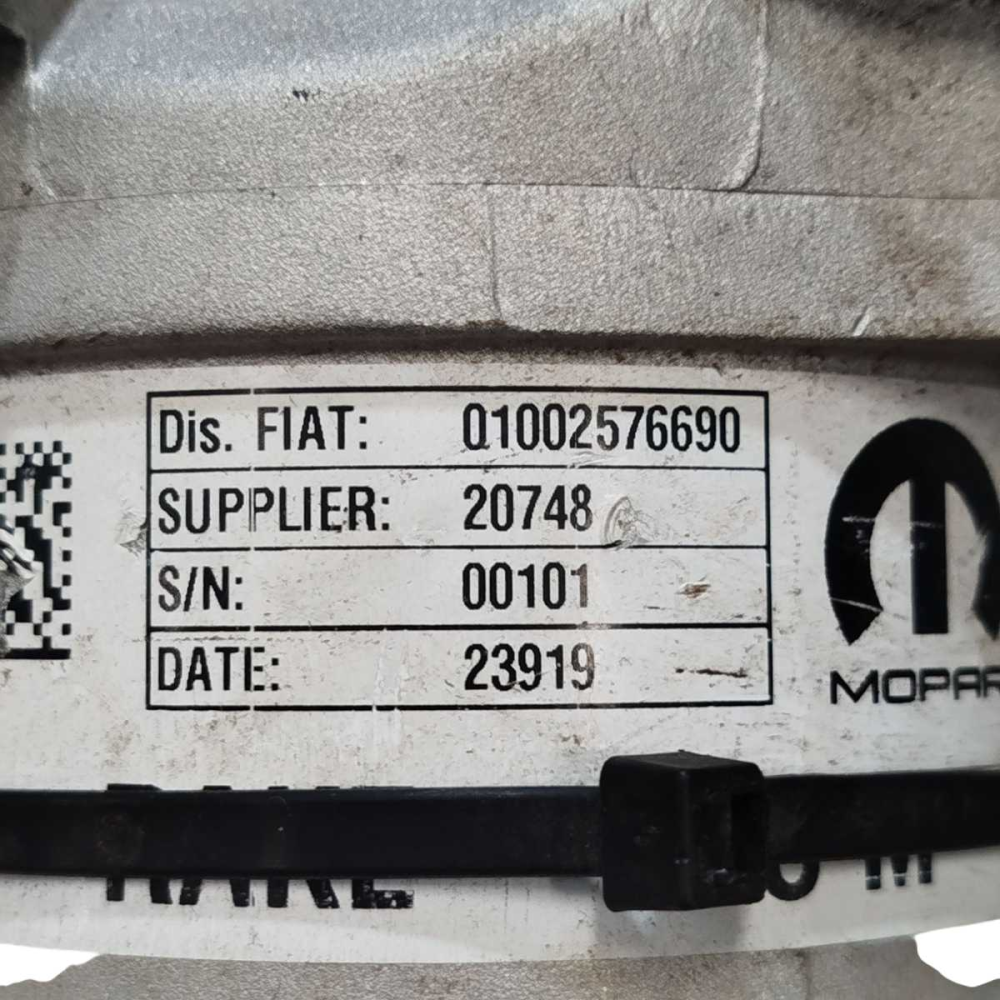 Dis. FIAT: 01002576690
SUPPLIER: 20748
S/N: 00101
DATE: 23919
MOPAR